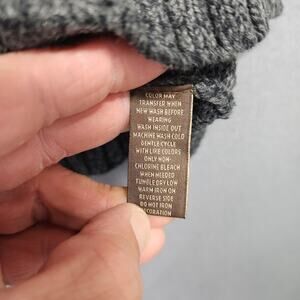 COLOR MAY
TRANSFER WHEN
NEW WASH BEFORE
WEARING
WASH INSIDE OUT
MACHINE WASH COLD
GENTLE CYCLE
WITH LIKE COLORS
ONLY NON-
CHLORINE BLEACH
WHEN NEEDED
TUMBLE DRY LOW
WARM IRON ON
REVERSE SIDE
DO NOT IRON
DECORATION